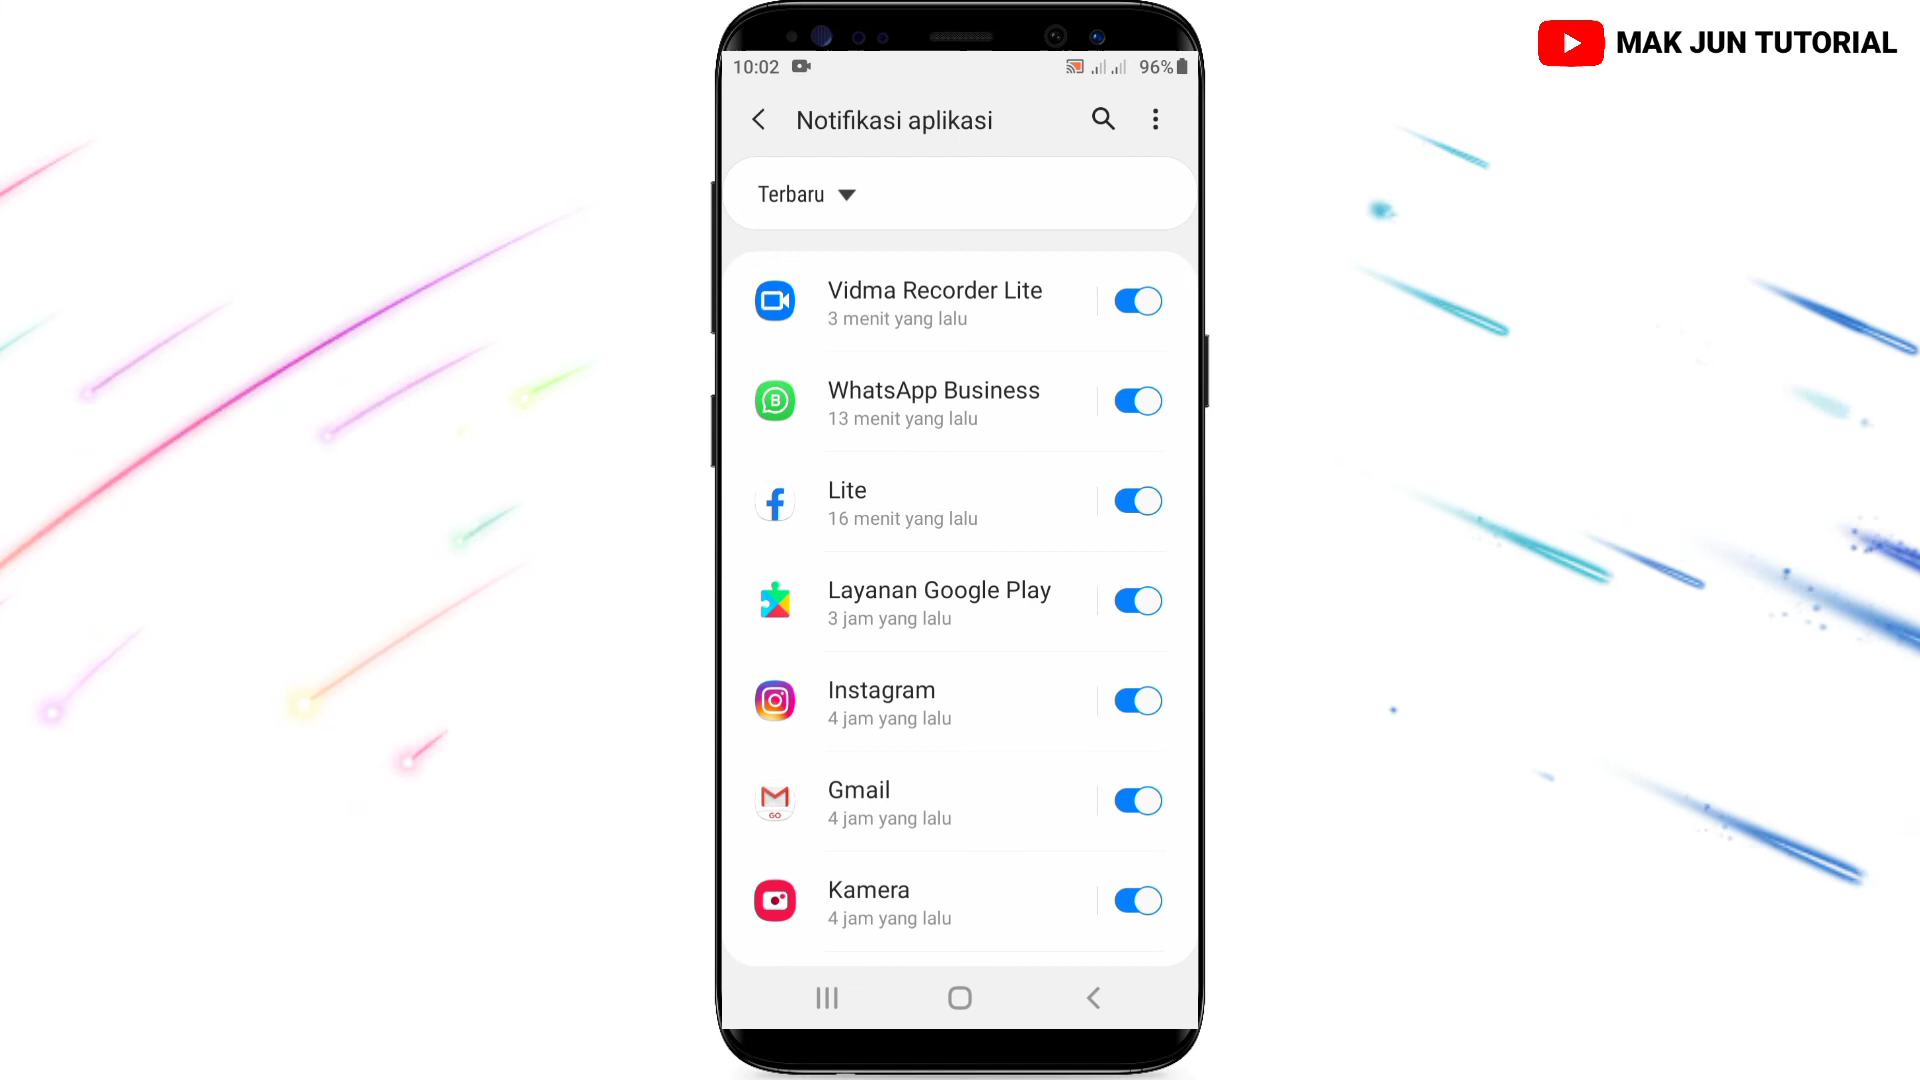 MAK JUN TUTORIAL
10:02
96%
Notifikasi aplikasi
Terbaru
Vidma Recorder Lite
3 menit yang lalu
WhatsApp Business
13 menit yang lalu
Lite
16 menit yang lalu
Layanan Google Play
3 jam yang lalu
Instagram
4 jam yang lalu
Gmail
GO
4 jam yang lalu
Kamera
4 jam yang lalu